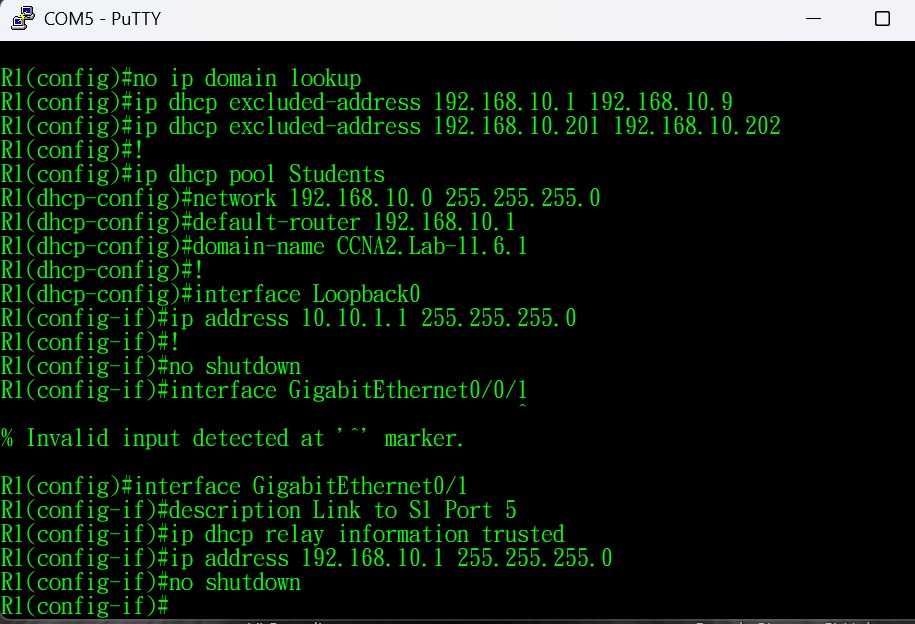 COM5 - PuTTY
R1(config)#no ip domain lookup
R1(config)#ip dhcp excluded-address 192.168.10.1 192.168.10.9
R1(config)#ip dhcp excluded-address 192.168.10.201 192.168.10.202
R1(config)#!
R1(config)#ip dhcp pool Students
R1(dhcp-config)#network 192.168.10.0 255.255.255.0
R1(dhcp-config)#default-router 192.168.10.1
R1(dhcp-config)#domain-name CCNA2.Lab-11.6.1
R1(dhcp-config)#!
R1(dhcp-config)#interface Loopback0
R1(config-if)#ip address 10.10.1.1 255.255.255.0
R1(config-if)#!
R1(config-if)#no shutdown
R1(config-if)#interface GigabitEthernet0/0/1
^
% Invalid input detected at '^' marker.
R1(config)#interface GigabitEthernet0/1
R1(config-if)#description Link to S1 Port 5
R1(config-if)#ip dhcp relay information trusted
R1(config-if)#ip address 192.168.10.1 255.255.255.0
R1(config-if)#no shutdown
R1(config-if)#